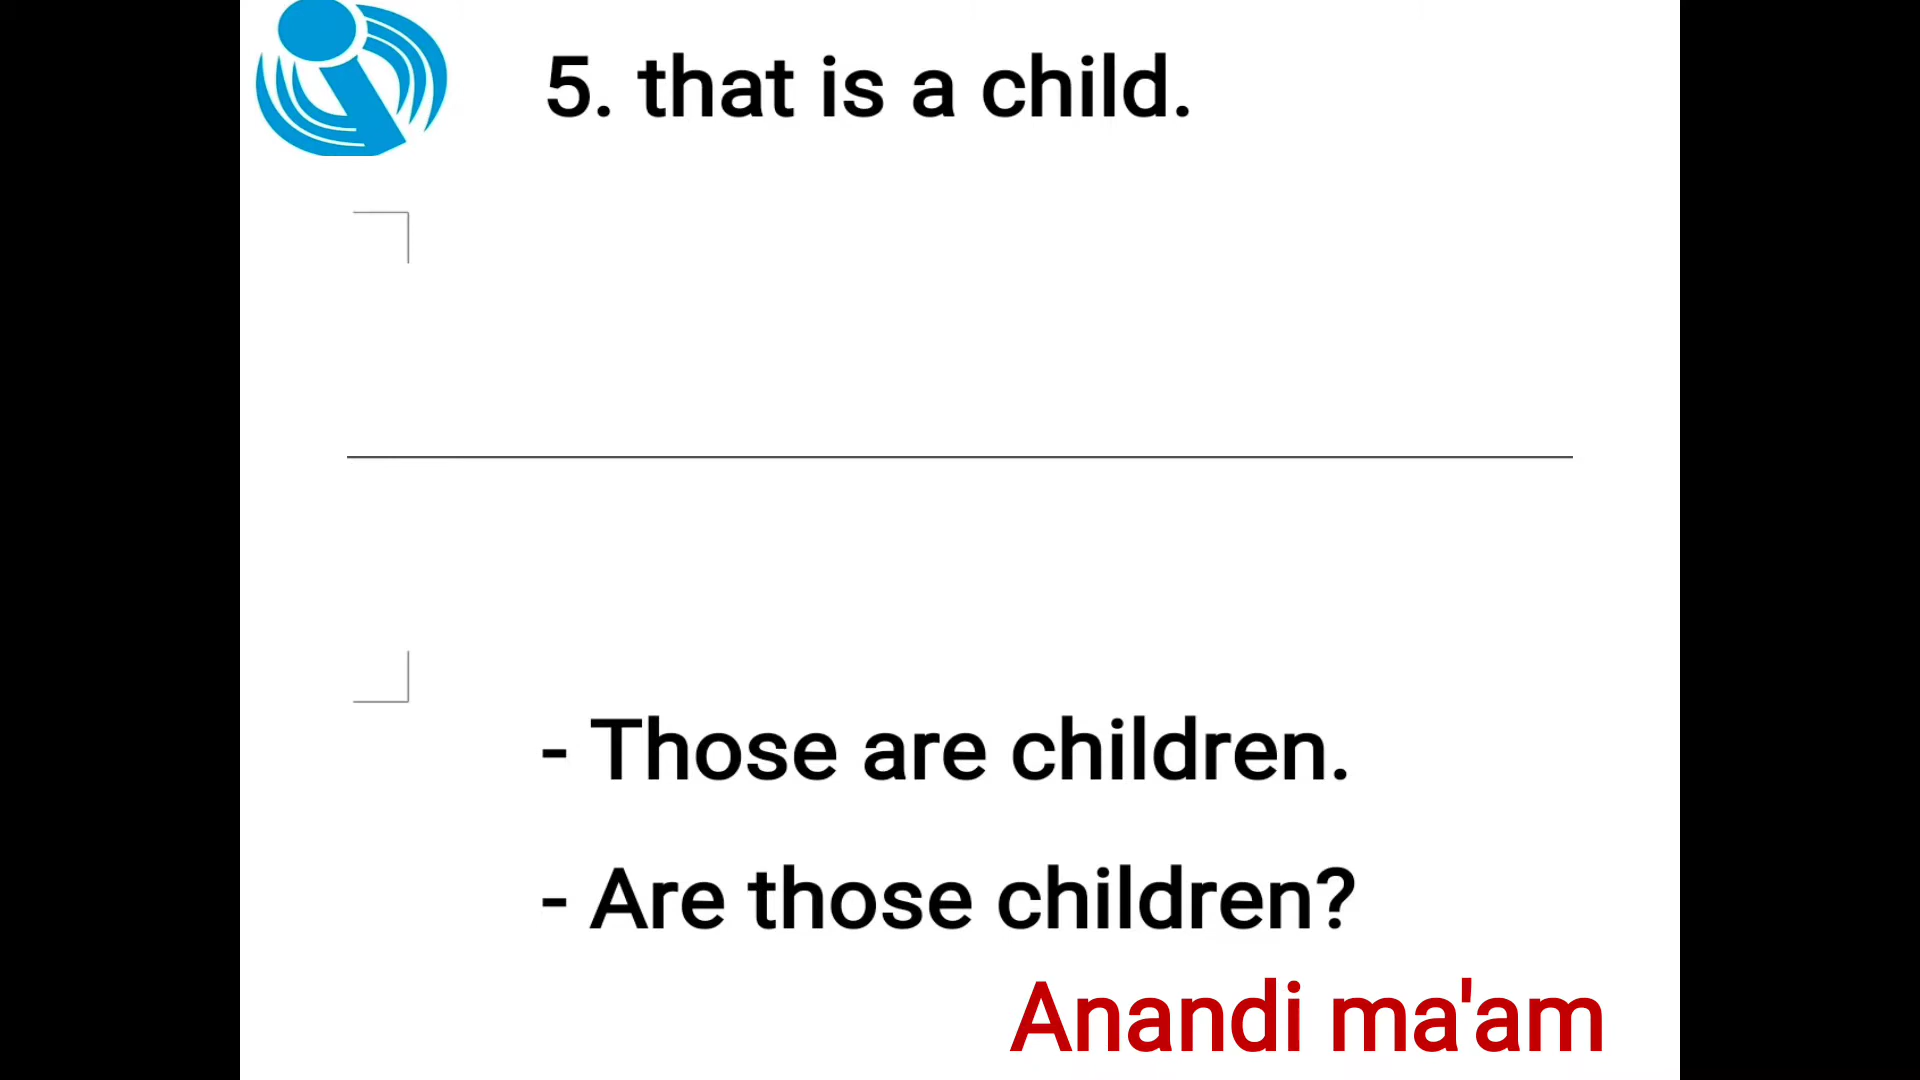 5. that is a child.
- Those are children.
- Are those children?
Anandi ma'am